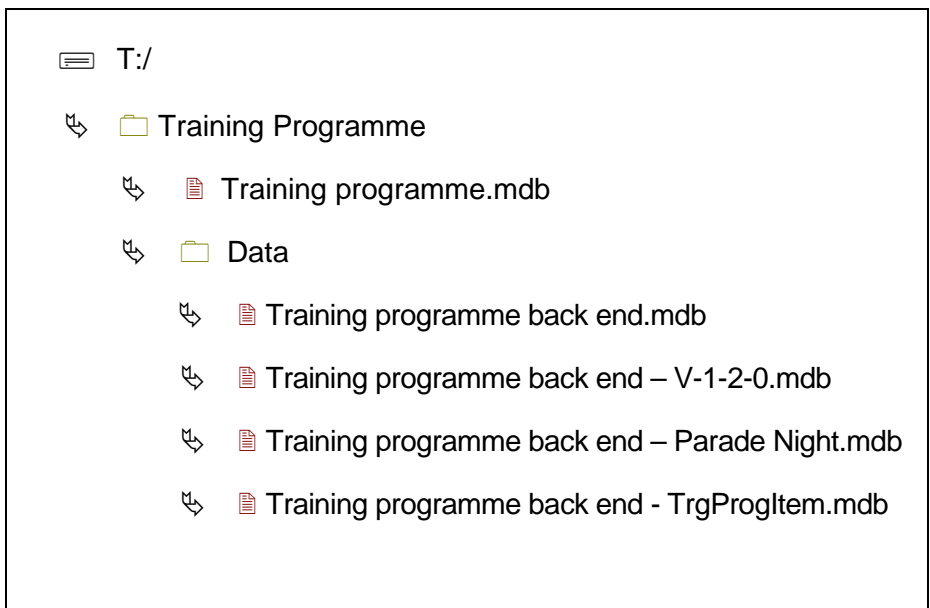 T:/
Training Programme
Training programme.mdb
Data
Training programme back end.mdb
Training programme back end – V-1-2-0.mdb
Training programme back end – Parade Night.mdb
Training programme back end - TrgProgItem.mdb